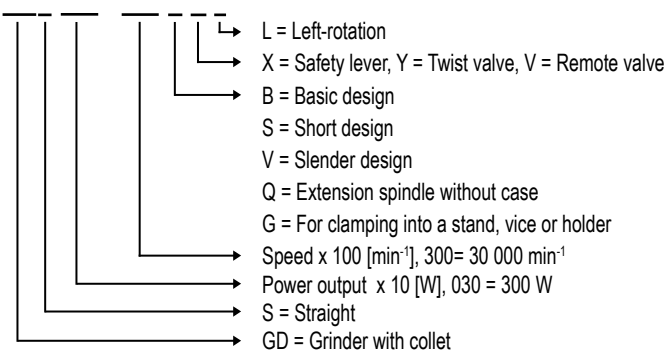 L = Left-rotation
X = Safety lever, Y = Twist valve, V = Remote valve
B = Basic design
S = Short design
V = Slender design
Q = Extension spindle without case
G = For clamping into a stand, vice or holder
Speed x 100 [min⁻¹], 300= 30 000 min⁻¹
Power output x 10 [W], 030 = 300 W
S = Straight
GD = Grinder with collet